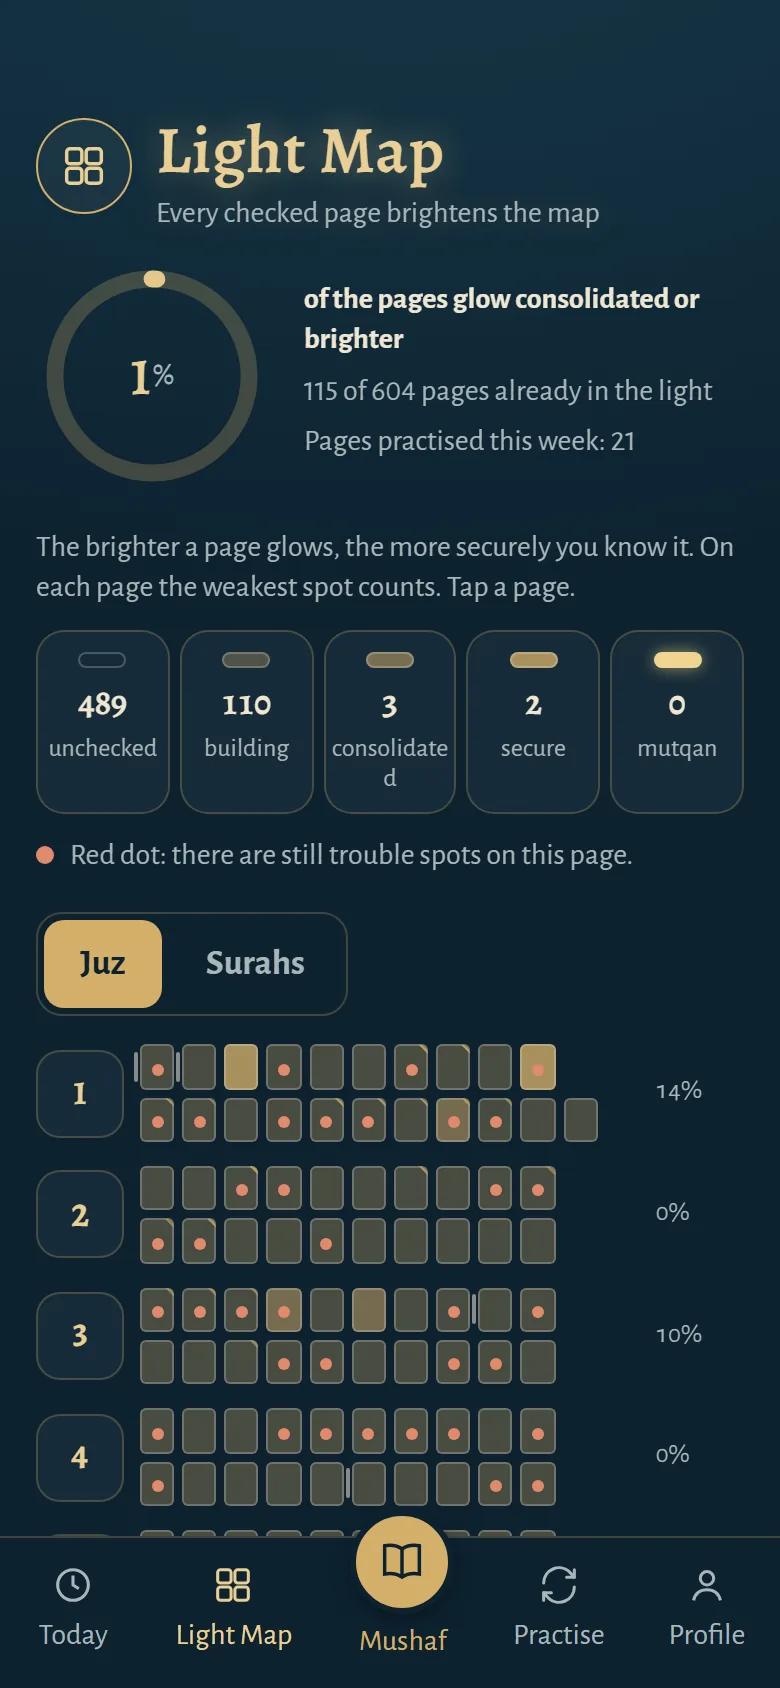 Light Map
Every checked page brightens the map
1%
of the pages glow consolidated or
brighter
115 of 604 pages already in the light
Pages practised this week: 21
The brighter a page glows, the more securely you know it. On
each page the weakest spot counts. Tap a page.
489
unchecked
110
building
3
consolidate
d
2
secure
0
mutqan
Red dot: there are still trouble spots on this page.
Juz
Surahs
1
14%
2
0%
3
10%
4
0%
Today
Light Map
Mushaf
Practise
Profile